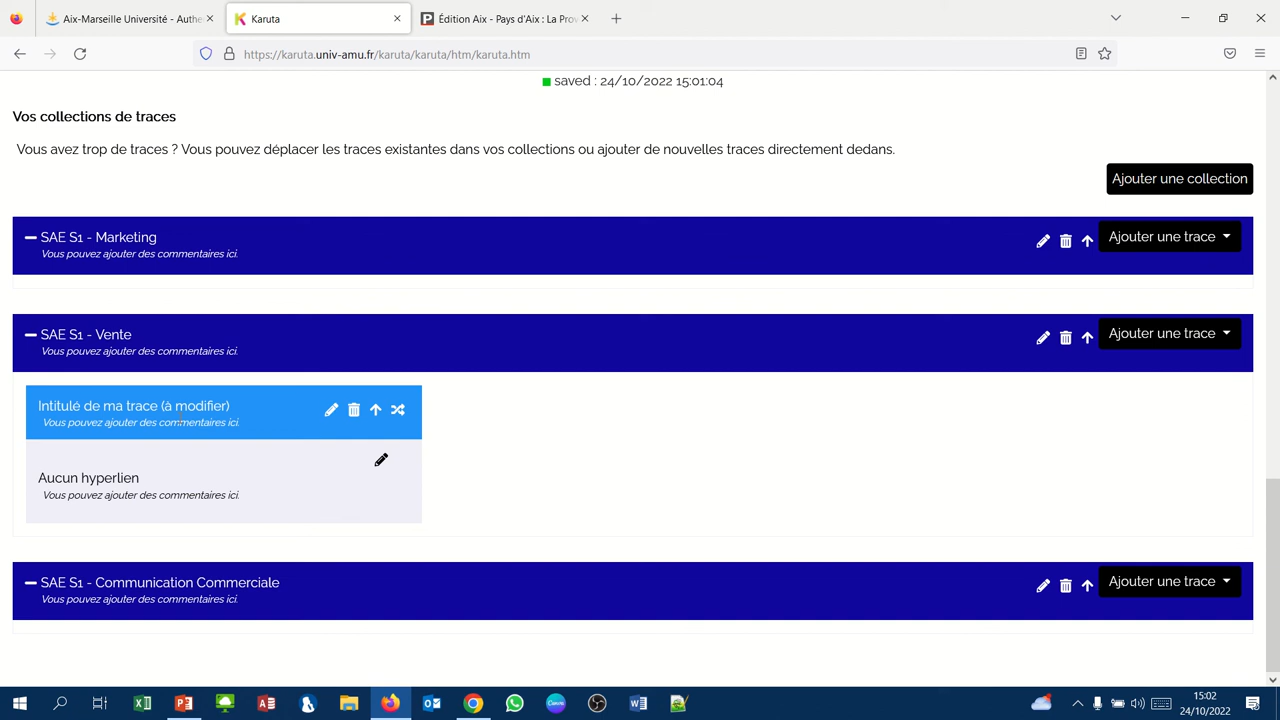 Aix-Marseille Université - Authe
Karuta
Édition Aix - Pays d'Aix : La Prov
https://karuta.univ-amu.fr/karuta/karuta/htm/karuta.htm
saved : 24/10/2022 15:01:04
Vos collections de traces
Vous avez trop de traces ? Vous pouvez déplacer les traces existantes dans vos collections ou ajouter de nouvelles traces directement dedans.
Ajouter une collection
SAE S1 - Marketing
Ajouter une trace
Vous pouvez ajouter des commentaires ici.
SAE S1 - Vente
Ajouter une trace
Vous pouvez ajouter des commentaires ici.
Intitulé de ma trace (à modifier)
Vous pouvez ajouter des commentaires ici.
Aucun hyperlien
Vous pouvez ajouter des commentaires ici.
SAE S1 - Communication Commerciale
Ajouter une trace
Vous pouvez ajouter des commentaires ici.
15:02
24/10/2022